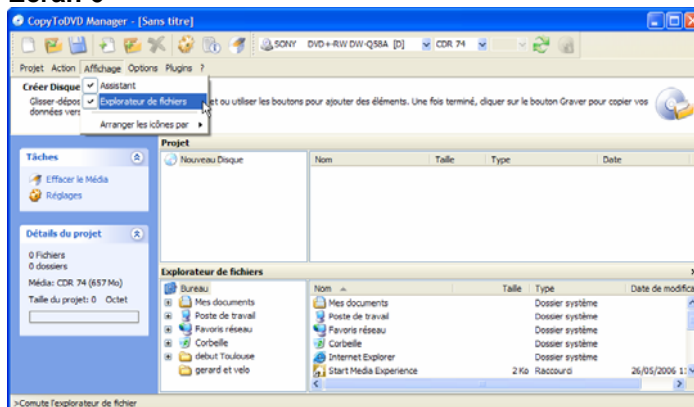 CopyToDVD Manager - [Sans titre]
SONY DVD+-RW DW-Q58A [D] CDR 74
Projet Action Affichage Options Plugins ?
Créer Disque
Assistant
Glisser-dépos
Explorateur de fichiers
et ou utiliser les boutons pour ajouter des éléments. Une fois terminé, cliquer sur le bouton Graver pour copier vos
données vers
Arranger les icônes par
Projet
Tâches
Nouveau Disque
Nom Taille Type Date
Effacer le Média
Réglages
Détails du projet
0 Fichiers
0 dossiers
Média: CDR 74 (657 Mo)
Taille du projet: 0 Octet
Explorateur de fichiers
Bureau
Mes documents
Poste de travail
Favoris réseau
Corbeille
debut Toulouse
gerard et velo
Nom Taille Type Date de modifica
Mes documents Dossier système
Poste de travail Dossier système
Favoris réseau Dossier système
Corbeille Dossier système
Internet Explorer Dossier système
Start Media Experience 2 Ko Raccourci 26/05/2006 1:
>Comute l'explorateur de fichier